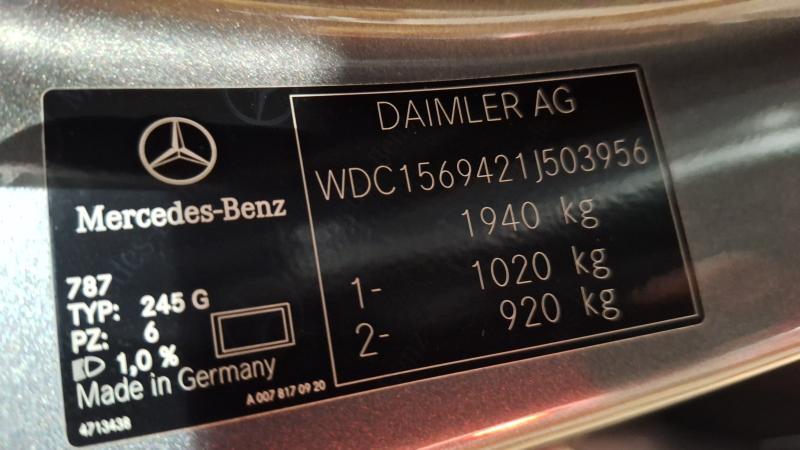 Mercedes-Benz
787
TYP: 245 G
PZ: 6
1,0 %
Made in Germany
A 007 817 09 20
4713438
DAIMLER AG
WDC1569421J503956
1940 kg
1- 1020 kg
2- 920 kg